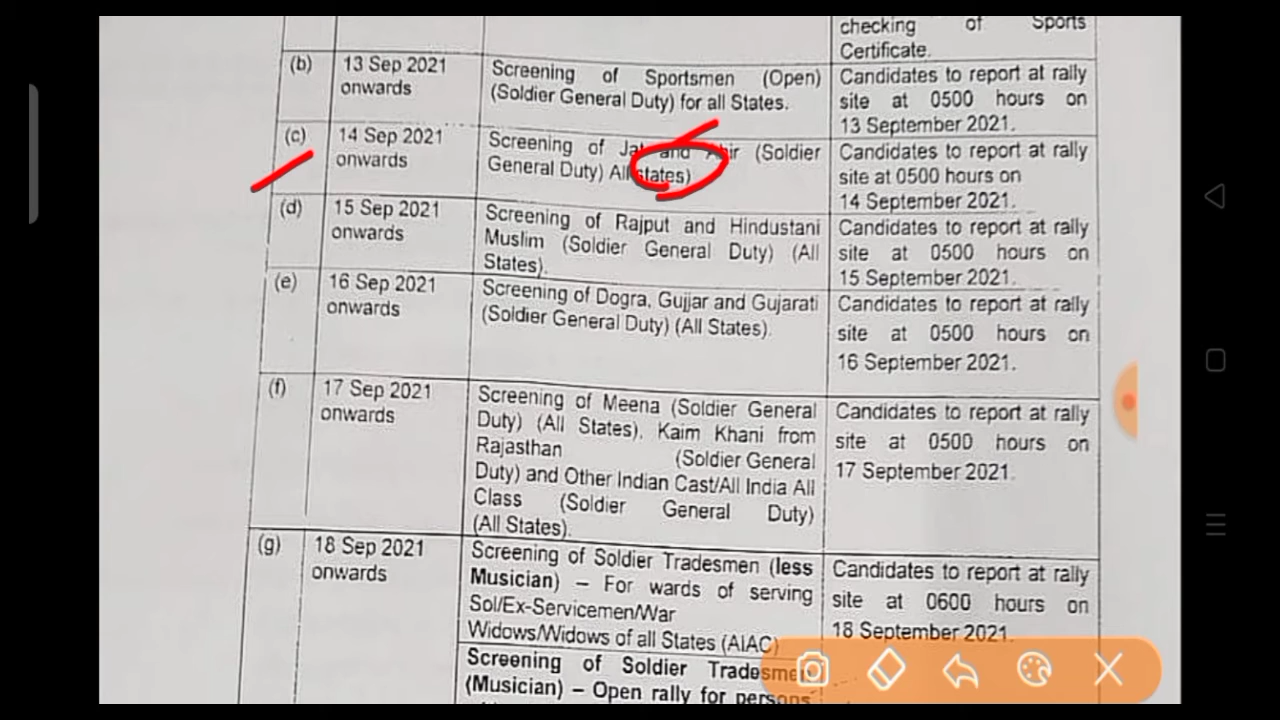 checking of Sports
Certificate.
(b)
13 Sep 2021
onwards
Screening of Sportsmen (Open)
(Soldier General Duty) for all States.
Candidates to report at rally
site at 0500 hours on
13 September 2021.
(c)
14 Sep 2021
onwards
Screening of Jat and Ahir (Soldier
General Duty) All States)
Candidates to report at rally
site at 0500 hours on
14 September 2021.
(d)
15 Sep 2021
onwards
Screening of Rajput and Hindustani
Muslim (Soldier General Duty) (All
States).
Candidates to report at rally
site at 0500 hours on
15 September 2021.
(e)
16 Sep 2021
onwards
Screening of Dogra, Gujjar and Gujarati
(Soldier General Duty) (All States).
Candidates to report at rally
site at 0500 hours on
16 September 2021.
(f)
17 Sep 2021
onwards
Screening of Meena (Soldier General
Duty) (All States), Kaim Khani from
Rajasthan (Soldier General
Duty) and Other Indian Cast/All India All
Class (Soldier General Duty)
(All States).
Candidates to report at rally
site at 0500 hours on
17 September 2021.
(g)
18 Sep 2021
onwards
Screening of Soldier Tradesmen (less
Musician) – For wards of serving
Sol/Ex-Servicemen/War
Widows/Widows of all States (AIAC)
Candidates to report at rally
site at 0600 hours on
18 September 2021.
Screening of Soldier Tradesmen
(Musician) – Open rally for persons